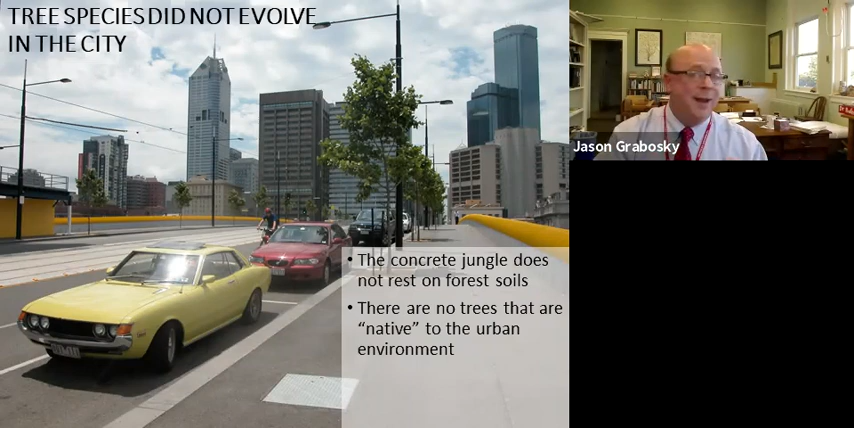 TREE SPECIES DID NOT EVOLVE
IN THE CITY
Jason Grabosky
• The concrete jungle does
not rest on forest soils
• There are no trees that are
“native” to the urban
environment